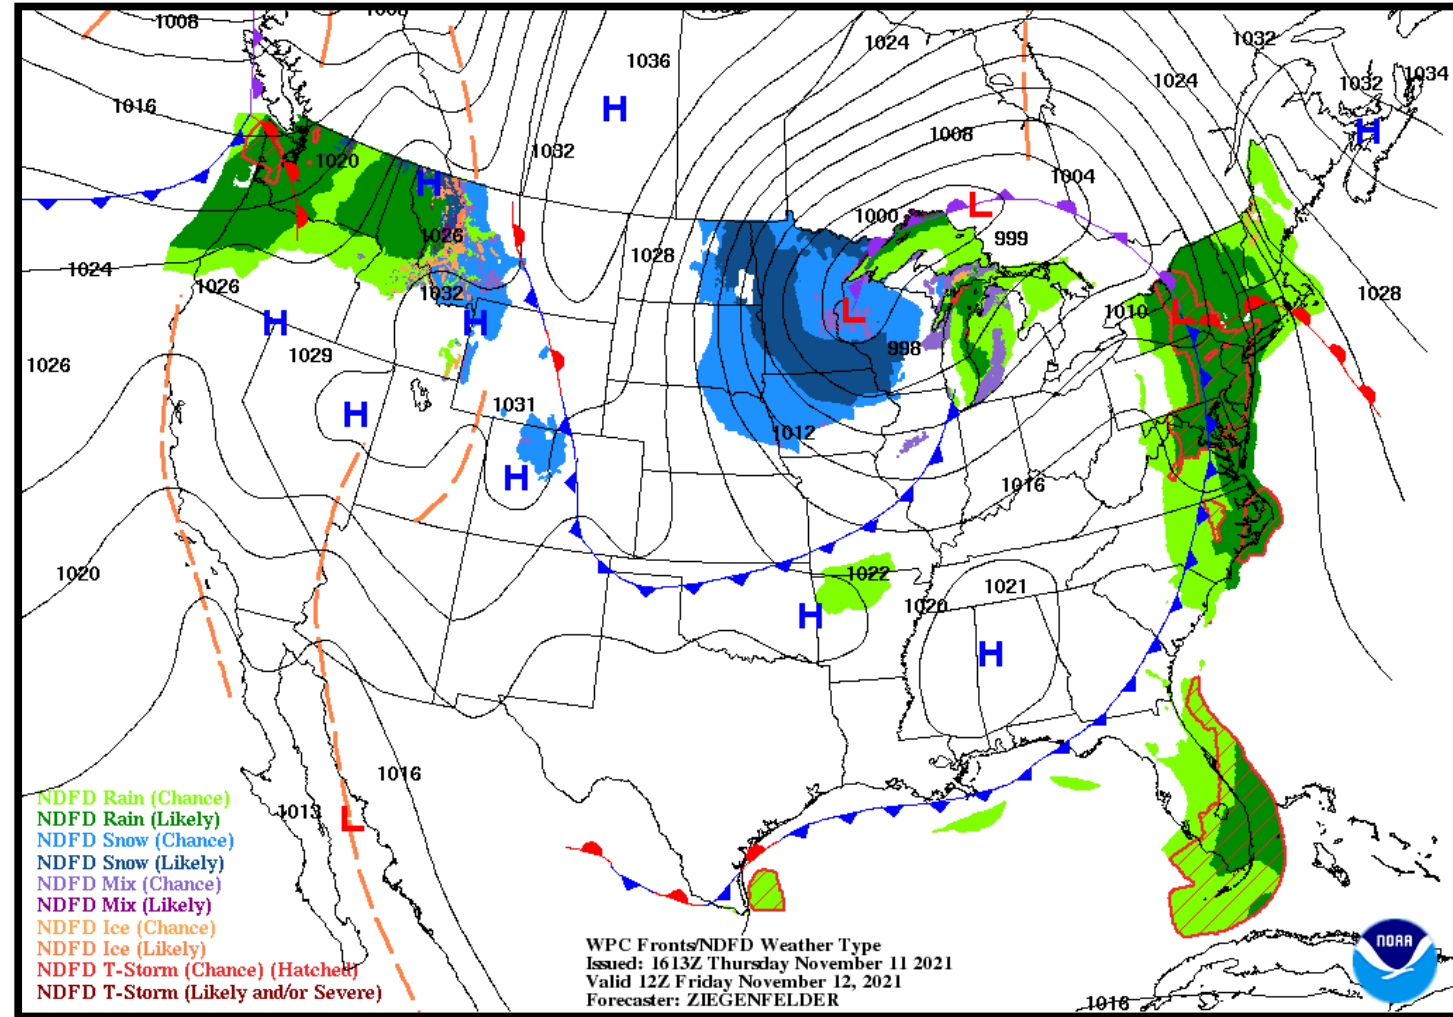 1008
1008
1036
1024
1032
1024
1032
1034
1016
1020
1032
1008
1004
1000
999
1024
1026
1026
1032
1028
1028
1010
1026
1029
998
1031
1012
1016
1020
1022
1020
1021
1016
1013
1016
H
H
H
H
H
H
H
H
H
L
L
L
NDFD Rain (Chance)
NDFD Rain (Likely)
NDFD Snow (Chance)
NDFD Snow (Likely)
NDFD Mix (Chance)
NDFD Mix (Likely)
NDFD Ice (Chance)
NDFD Ice (Likely)
NDFD T-Storm (Chance) (Hatched)
NDFD T-Storm (Likely and/or Severe)
WPC Fronts/NDFD Weather Type
Issued: 1613Z Thursday November 11 2021
Valid 12Z Friday November 12, 2021
Forecaster: ZIEGENFELDER
NOAA